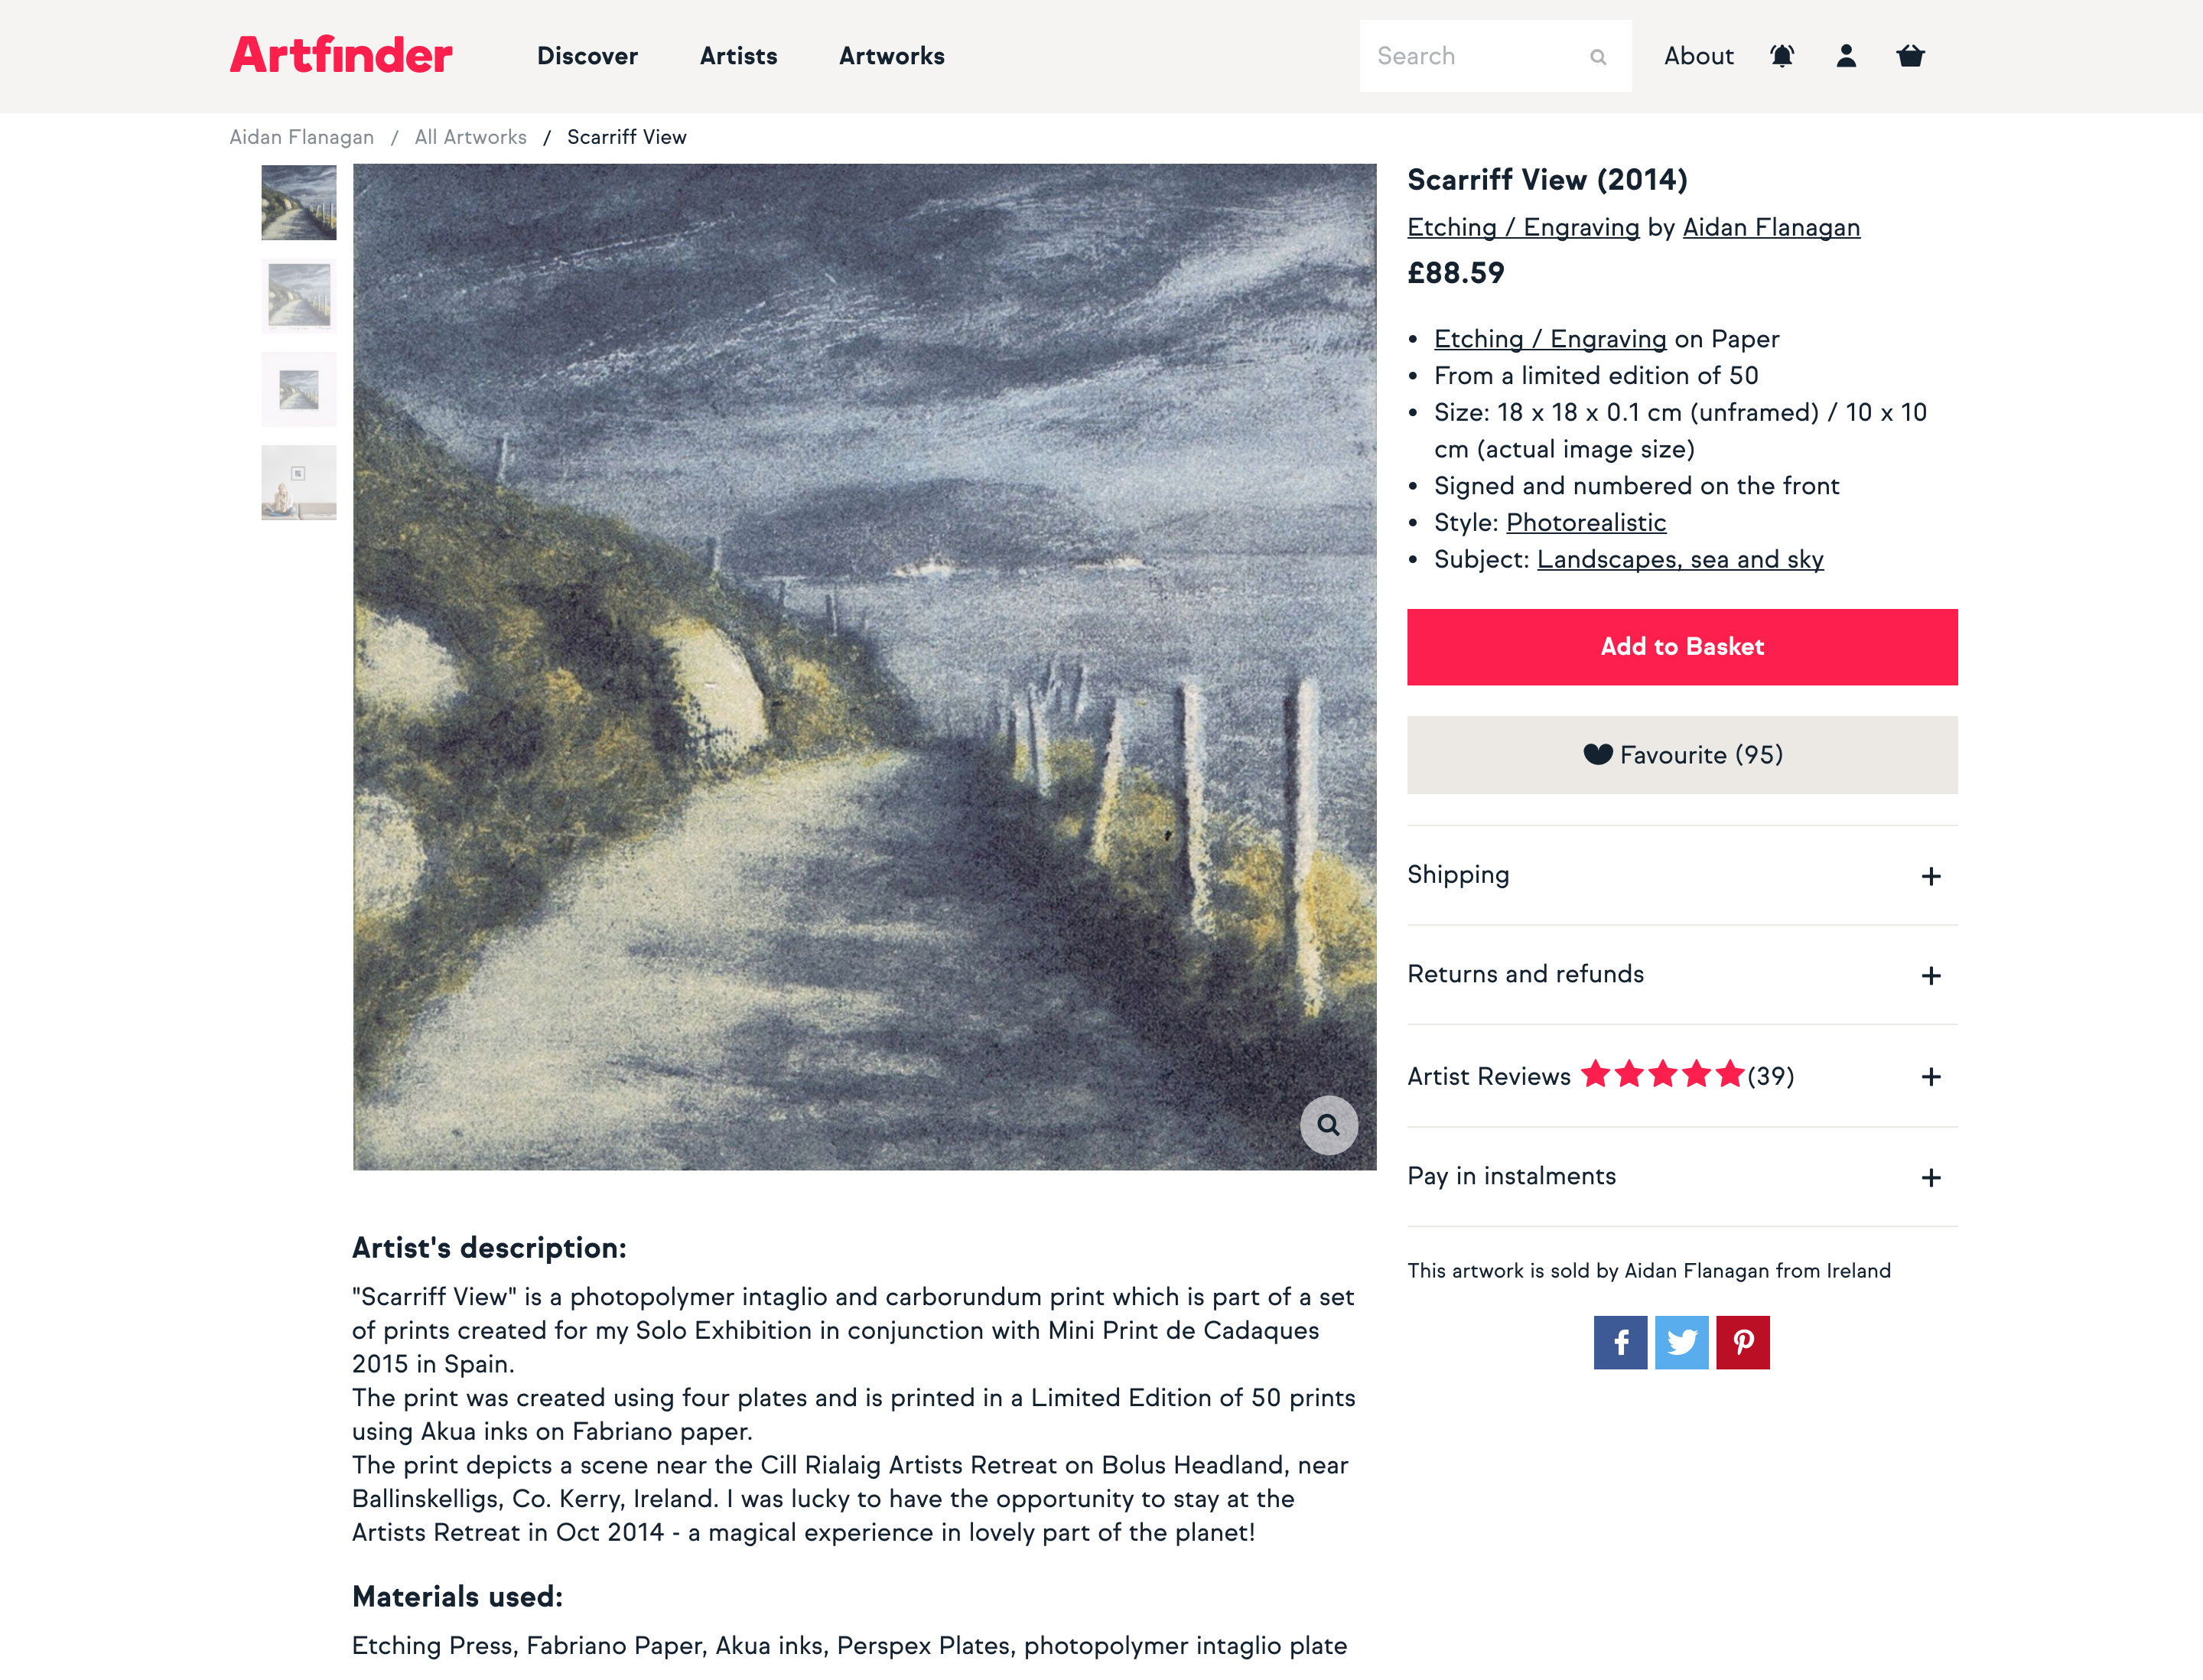 Artfinder
Discover
Artists
Artworks
Search
About
Aidan Flanagan / All Artworks / Scarriff View
Scarriff View (2014)
Etching / Engraving by Aidan Flanagan
£88.59
• Etching / Engraving on Paper
• From a limited edition of 50
• Size: 18 x 18 x 0.1 cm (unframed) / 10 x 10
cm (actual image size)
• Signed and numbered on the front
• Style: Photorealistic
• Subject: Landscapes, sea and sky
Add to Basket
Favourite (95)
Shipping
Returns and refunds
Artist Reviews (39)
Pay in instalments
This artwork is sold by Aidan Flanagan from Ireland
Artist's description:
"Scarriff View" is a photopolymer intaglio and carborundum print which is part of a set
of prints created for my Solo Exhibition in conjunction with Mini Print de Cadaques
2015 in Spain.
The print was created using four plates and is printed in a Limited Edition of 50 prints
using Akua inks on Fabriano paper.
The print depicts a scene near the Cill Rialaig Artists Retreat on Bolus Headland, near
Ballinskelligs, Co. Kerry, Ireland. I was lucky to have the opportunity to stay at the
Artists Retreat in Oct 2014 - a magical experience in lovely part of the planet!
Materials used:
Etching Press, Fabriano Paper, Akua inks, Perspex Plates, photopolymer intaglio plate